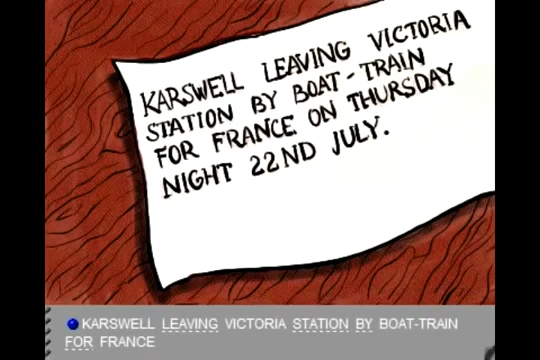 KARSWELL LEAVING VICTORIA
STATION BY BOAT-TRAIN
FOR FRANCE ON THURSDAY
NIGHT 22ND JULY.
KARSWELL LEAVING VICTORIA STATION BY BOAT-TRAIN
FOR FRANCE